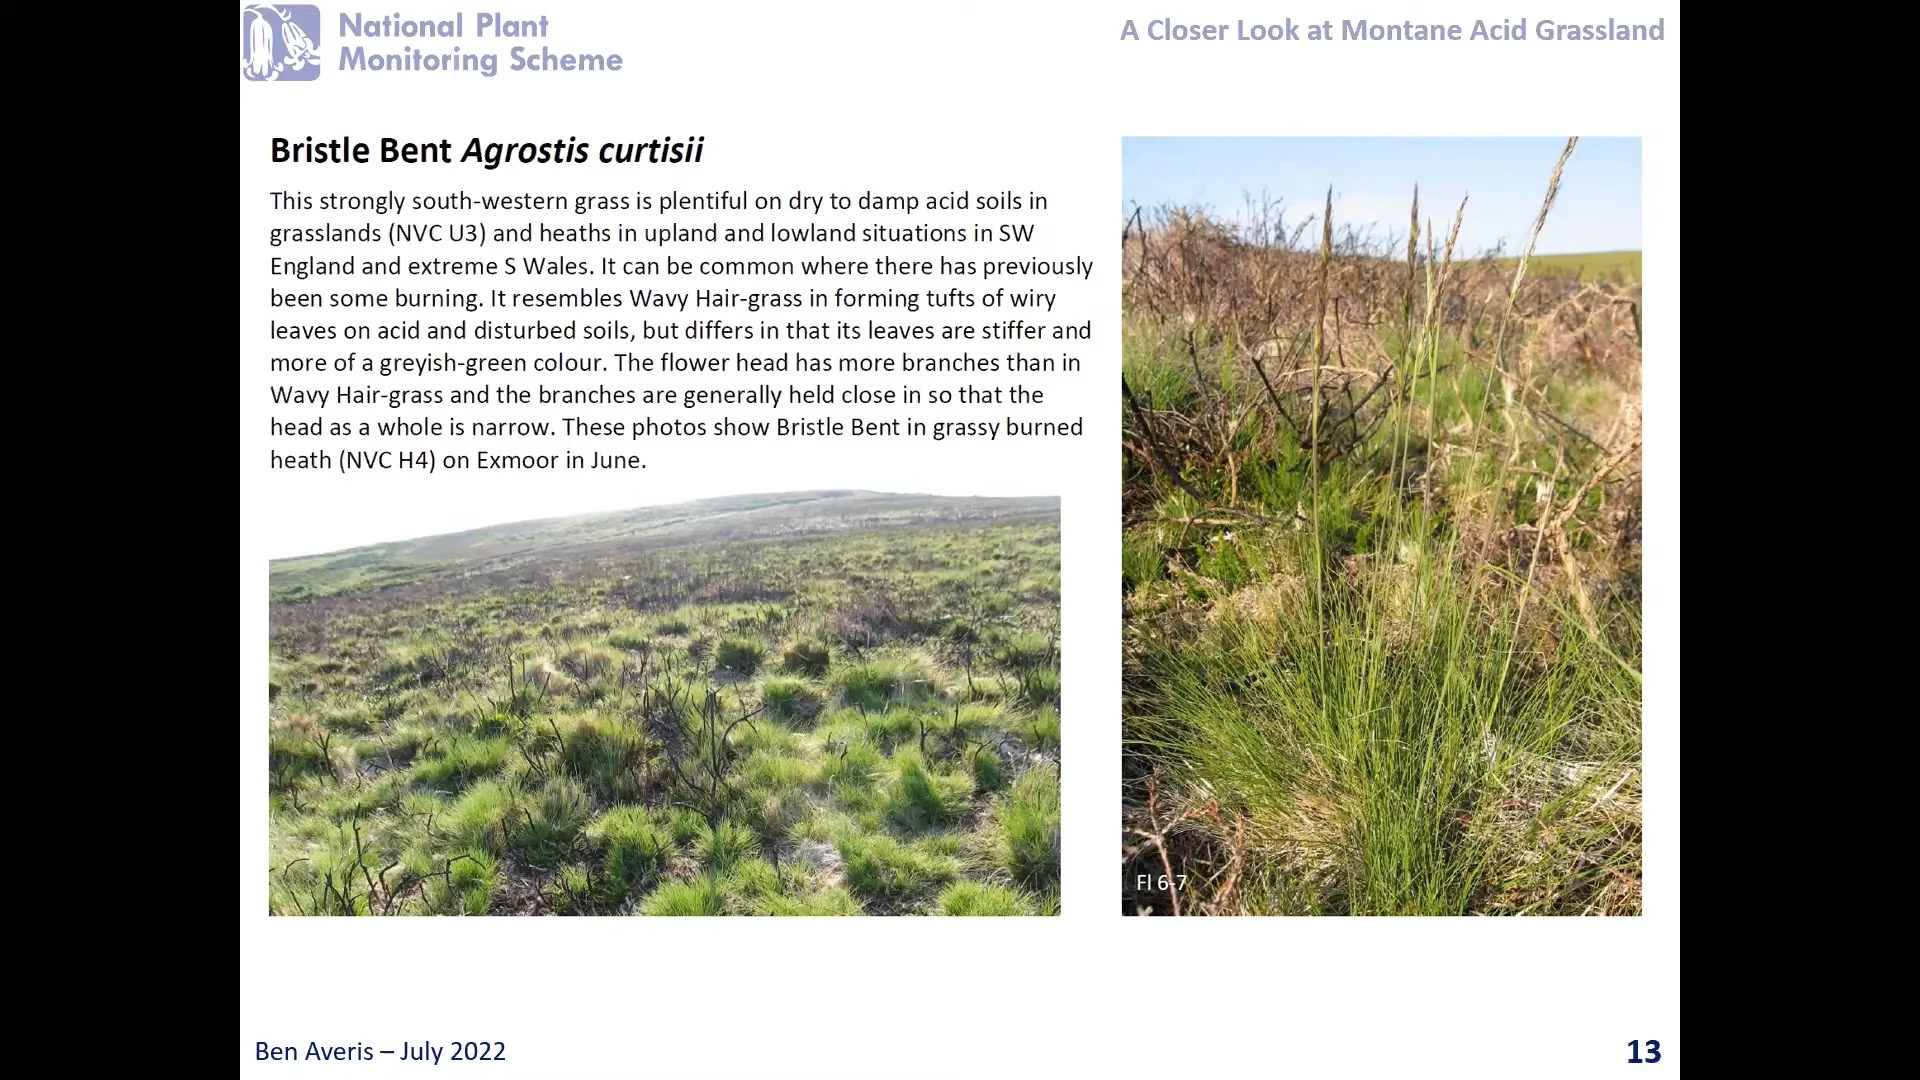 National Plant
Monitoring Scheme
A Closer Look at Montane Acid Grassland
Bristle Bent Agrostis curtisii
This strongly south-western grass is plentiful on dry to damp acid soils in
grasslands (NVC U3) and heaths in upland and lowland situations in SW
England and extreme S Wales. It can be common where there has previously
been some burning. It resembles Wavy Hair-grass in forming tufts of wiry
leaves on acid and disturbed soils, but differs in that its leaves are stiffer and
more of a greyish-green colour. The flower head has more branches than in
Wavy Hair-grass and the branches are generally held close in so that the
head as a whole is narrow. These photos show Bristle Bent in grassy burned
heath (NVC H4) on Exmoor in June.
Fl 6-7
Ben Averis – July 2022
13